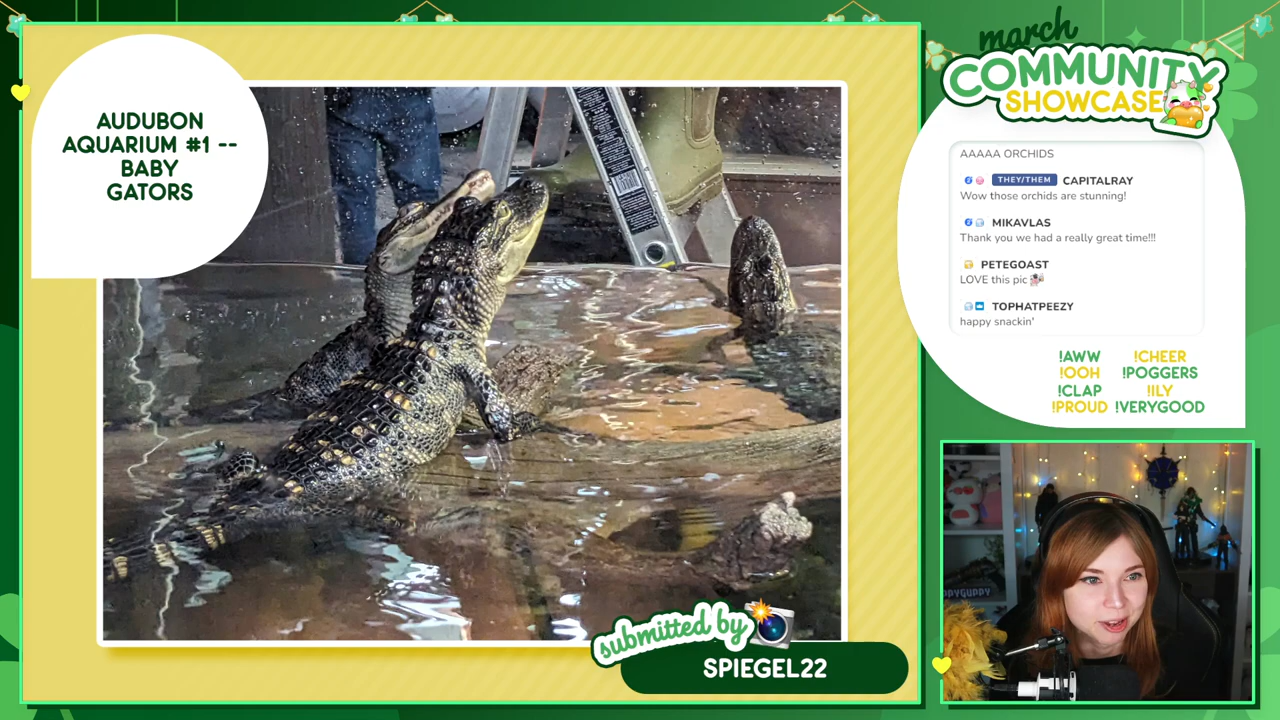 AUDUBON
AQUARIUM #1 --
BABY
GATORS
march
COMMUNITY
SHOWCASE
AAAAA ORCHIDS
THEY/THEM CAPITALRAY
Wow those orchids are stunning!
MIKAVLAS
Thank you we had a really great time!!!
PETEGOAST
LOVE this pic
TOPHATPEEZY
happy snackin'
!AWW !CHEER
!OOH !POGGERS
!CLAP !ILY
!PROUD !VERYGOOD
submitted by
SPIEGEL22